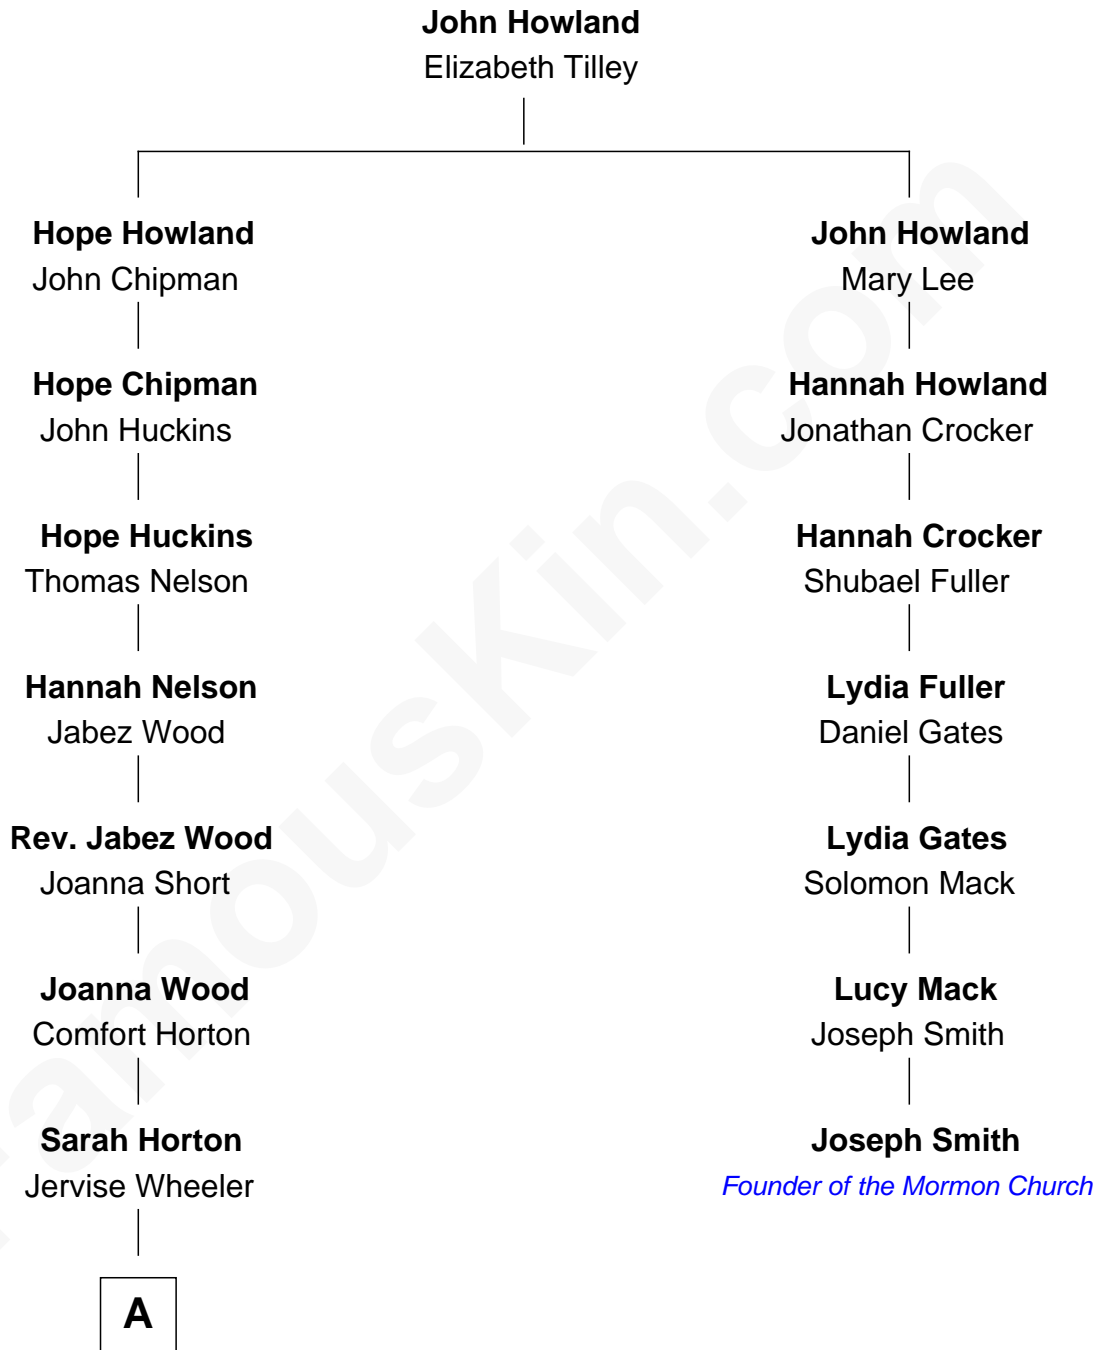 John Howland
Elizabeth Tilley
Hope Howland
John Chipman
John Howland
Mary Lee
Hope Chipman
John Huckins
Hannah Howland
Jonathan Crocker
Hope Huckins
Thomas Nelson
Hannah Crocker
Shubael Fuller
Hannah Nelson
Jabez Wood
Lydia Fuller
Daniel Gates
Rev. Jabez Wood
Joanna Short
Lydia Gates
Solomon Mack
Joanna Wood
Comfort Horton
Lucy Mack
Joseph Smith
Sarah Horton
Jervise Wheeler
Joseph Smith
Founder of the Mormon Church
A
FamousKin.com